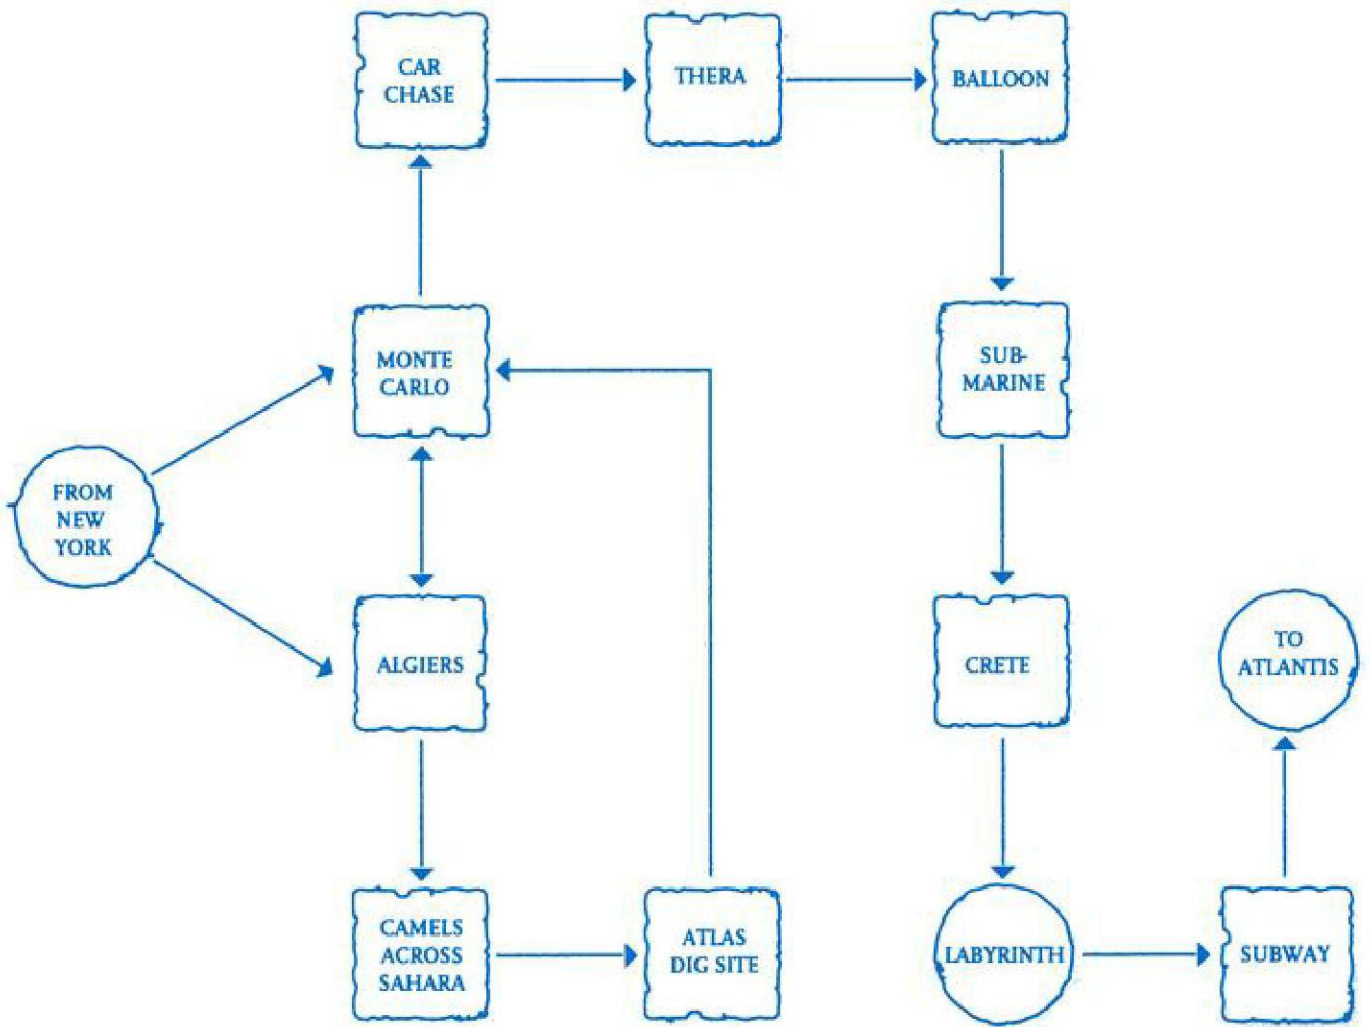 CAR
CHASE
THERA
BALLOON
MONTE
CARLO
SUB-
MARINE
FROM
NEW
YORK
ALGIERS
CRETE
TO
ATLANTIS
CAMELS
ACROSS
SAHARA
ATLAS
DIG SITE
LABYRINTH
SUBWAY